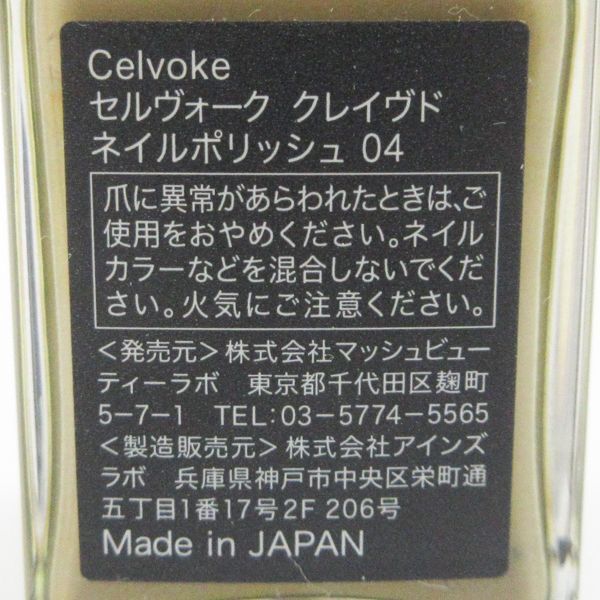 Celvoke
セルヴォーク クレイヴド
ネイルポリッシュ 04
爪に異常があらわれたときは、ご
使用をおやめください。ネイル
カラーなどを混合しないでくだ
さい。火気にご注意ください。
<発売元>株式会社マッシュビュー
ティーラボ 東京都千代田区麹町
5-7-1 TEL:03-5774-5565
<製造販売元>株式会社アインズ
ラボ 兵庫県神戸市中央区栄町通
五丁目1番17号2F 206号
Made in JAPAN